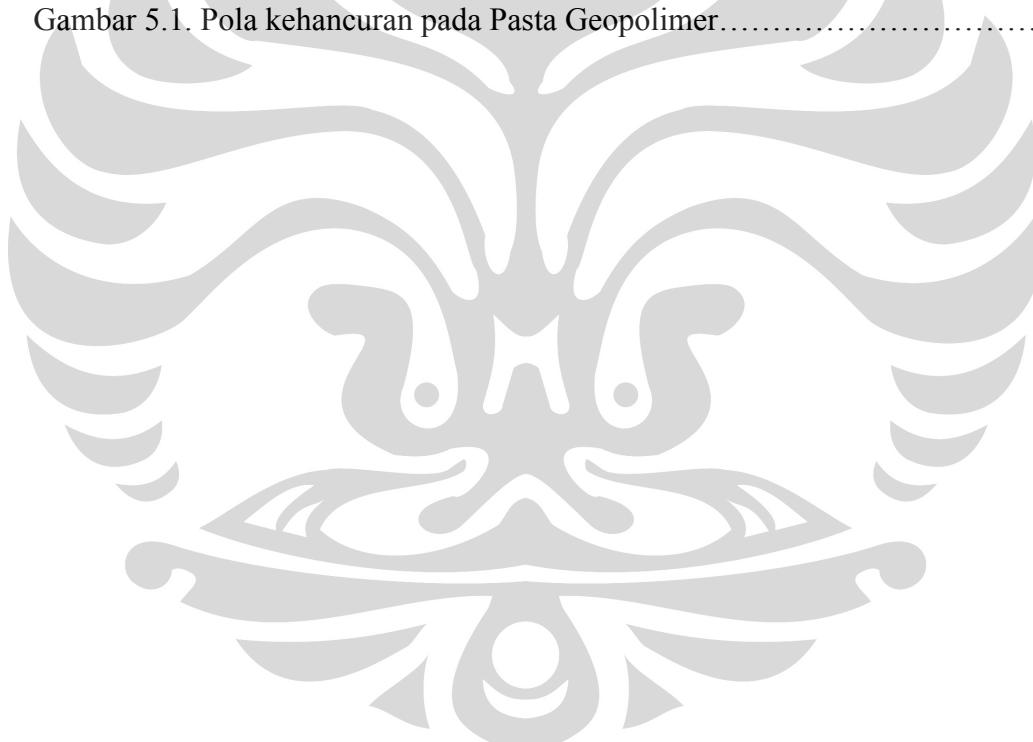 Gambar 5.1. Pola kehancuran pada Pasta Geopolimer…………………………